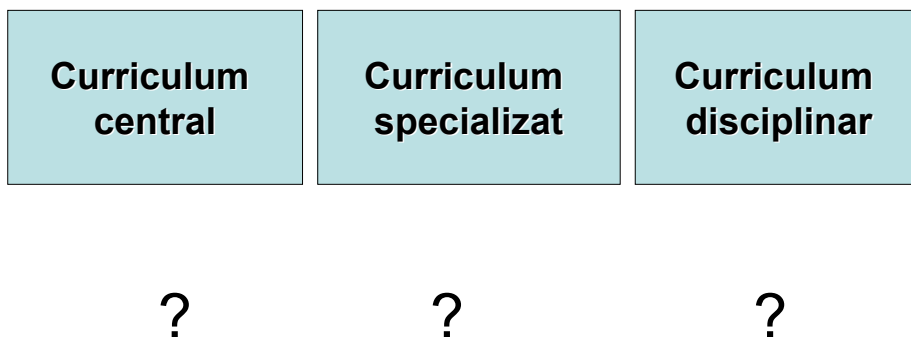 Curriculum
central
Curriculum
specializat
Curriculum
disciplinar
? ? ?